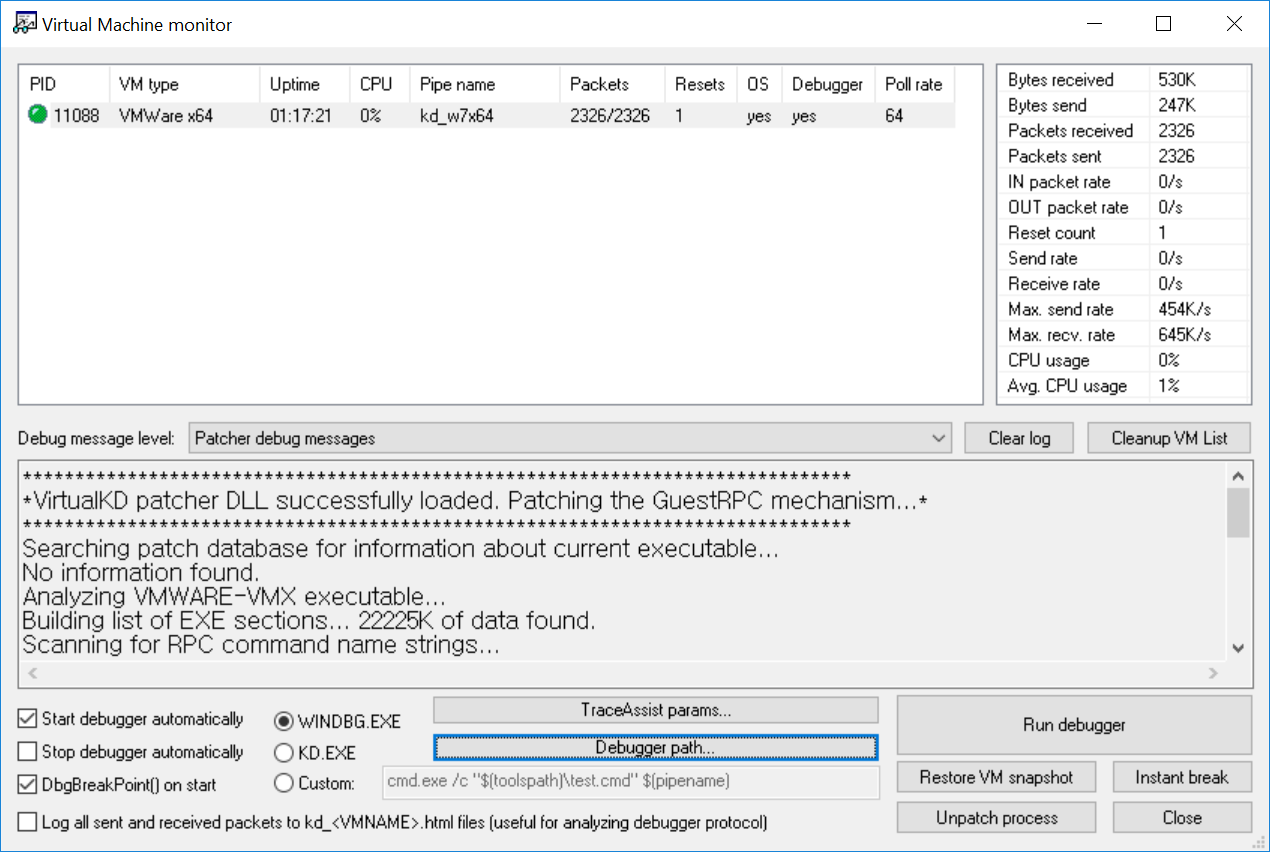 Virtual Machine monitor
PID VM type Uptime CPU Pipe name Packets Resets OS Debugger Poll rate
11088 VMWare x64 01:17:21 0% kd_w7x64 2326/2326 1 yes yes 64
Bytes received 530K
Bytes send 247K
Packets received 2326
Packets sent 2326
IN packet rate 0/s
OUT packet rate 0/s
Reset count 1
Send rate 0/s
Receive rate 0/s
Max. send rate 454K/s
Max. recv. rate 645K/s
CPU usage 0%
Avg. CPU usage 1%
Debug message level: Patcher debug messages Clear log Cleanup VM List
*******************************************************************************
*VirtualKD patcher DLL successfully loaded. Patching the GuestRPC mechanism...*
*******************************************************************************
Searching patch database for information about current executable...
No information found.
Analyzing VMWARE-VMX executable...
Building list of EXE sections... 22225K of data found.
Scanning for RPC command name strings...
Start debugger automatically WINDBG.EXE TraceAssist params... Run debugger
Stop debugger automatically KD.EXE Debugger path...
DbgBreakPoint() on start Custom: cmd.exe /c "$(toolspath)\test.cmd" $(pipename) Restore VM snapshot Instant break
Log all sent and received packets to kd_<VMNAME>.html files (useful for analyzing debugger protocol) Unpatch process Close